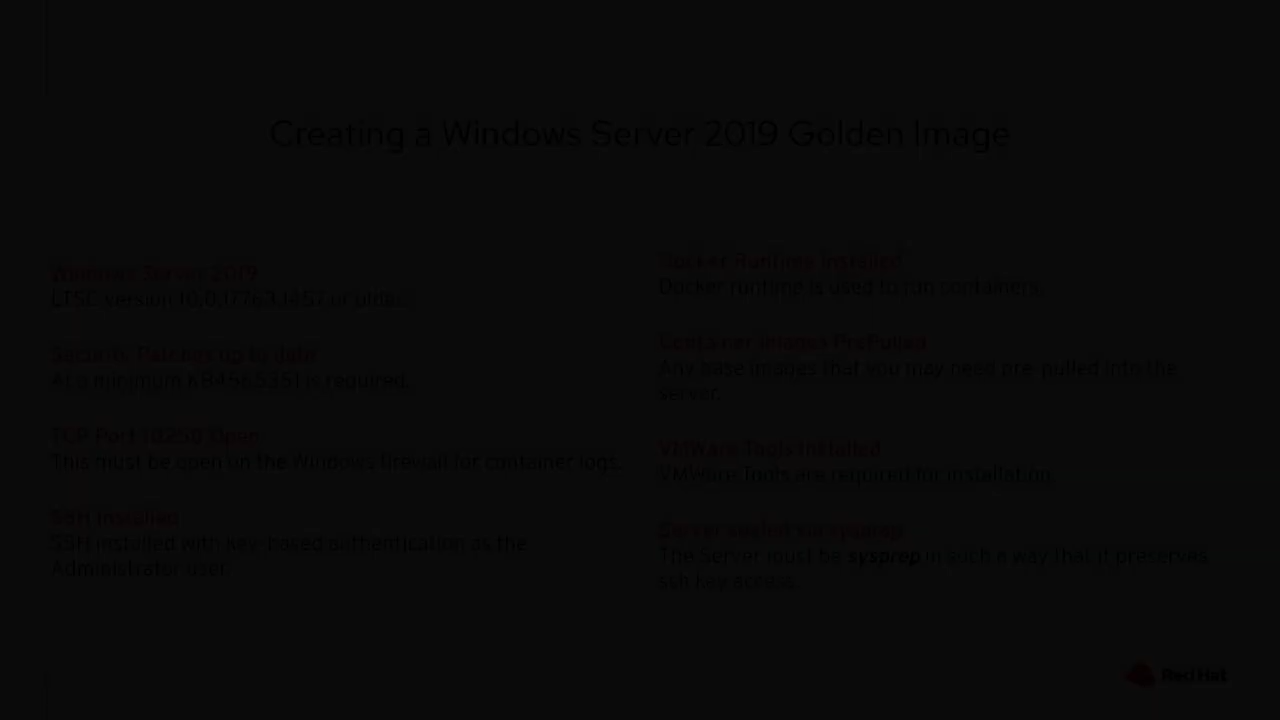 Creating a Windows Server 2019 Golden Image
Windows Server 2019
LTSC version 10.0.17763.1457 or older.
Security Patches up to date
At a minimum KB4565351 is required.
TCP Port 10250 Open
This must be open on the Windows firewall for container logs.
SSH Installed
SSH installed with key-based authentication as the
Administrator user.
Docker Runtime Installed
Docker runtime is used to run containers.
Container Images PrePulled
Any base images that you may need pre-pulled into the
server.
VMWare Tools Installed
VMWare Tools are required for installation.
Server sysprep
The Server must be sysprep in such a way that if preserves
ssh key access.
Red Hat